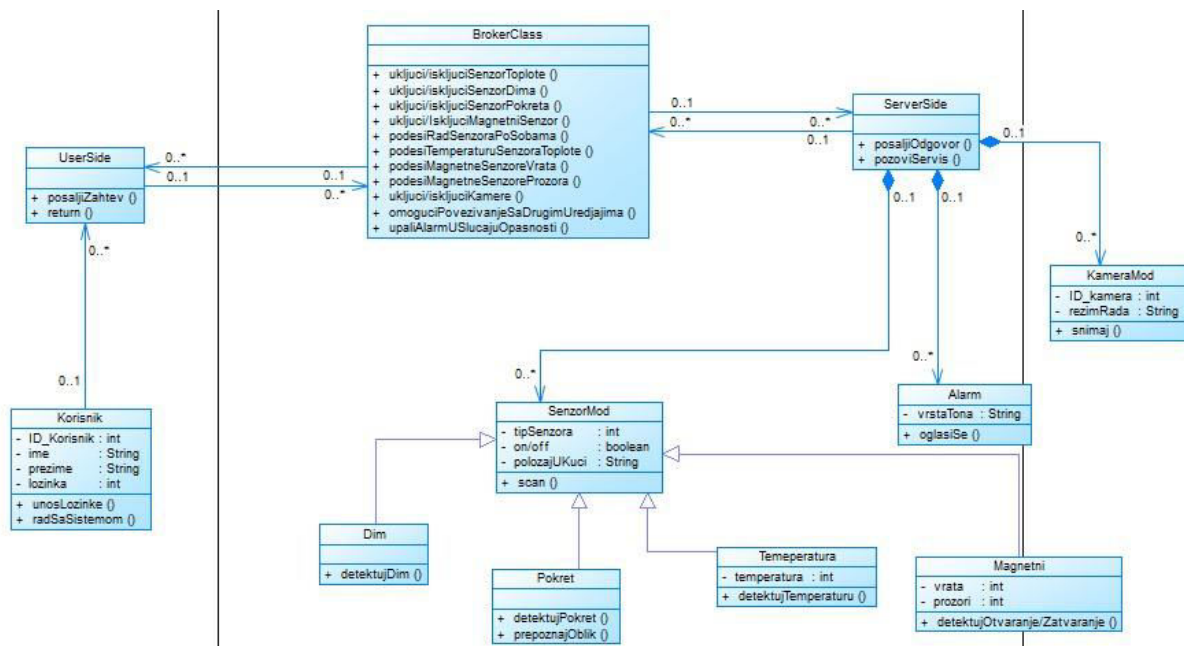 BrokerClass
+ ukljuci/iskljuciSenzorToplote ()
+ ukljuci/iskljuciSenzorDima ()
+ ukljuci/iskljuciSenzorPokreta ()
+ ukljuci/IskljuciMagnetniSenzor ()
+ podesiRadSenzoraPoSobama ()
+ podesiTemperaturuSenzoraToplote ()
+ podesiMagnetneSenzoreVrata ()
+ podesiMagnetneSenzoreProzora ()
+ ukljuci/iskljuciKamere ()
+ omoguciPovezivanjeSaDrugimUredjajima ()
+ upaliAlarmUSlucajuOpasnosti ()
0..1
0..*
0..*
0..1
ServerSide
+ posaljiOdgovor ()
+ pozoviServis ()
0..1
0..1
0..1
UserSide
+ posaljiZahtev ()
+ return ()
0..*
0..1
0..1
0..*
0..*
0..1
Korisnik
- ID_Korisnik : int
- ime : String
- prezime : String
- lozinka : int
+ unosLozinke ()
+ radSaSistemom ()
0..*
KameraMod
- ID_kamera : int
- rezimRada : String
+ snimaj ()
0..*
Alarm
- vrstaTona : String
+ oglasiSe ()
0..*
SenzorMod
- tipSenzora : int
- on/off : boolean
- polozajUKuci : String
+ scan ()
Dim
+ detektujDim ()
Pokret
+ detektujPokret ()
+ prepoznajOblik ()
Temeperatura
- temperatura : int
+ detektujTemperaturu ()
Magnetni
- vrata : int
- prozori : int
+ detektujOtvaranje/Zatvaranje ()